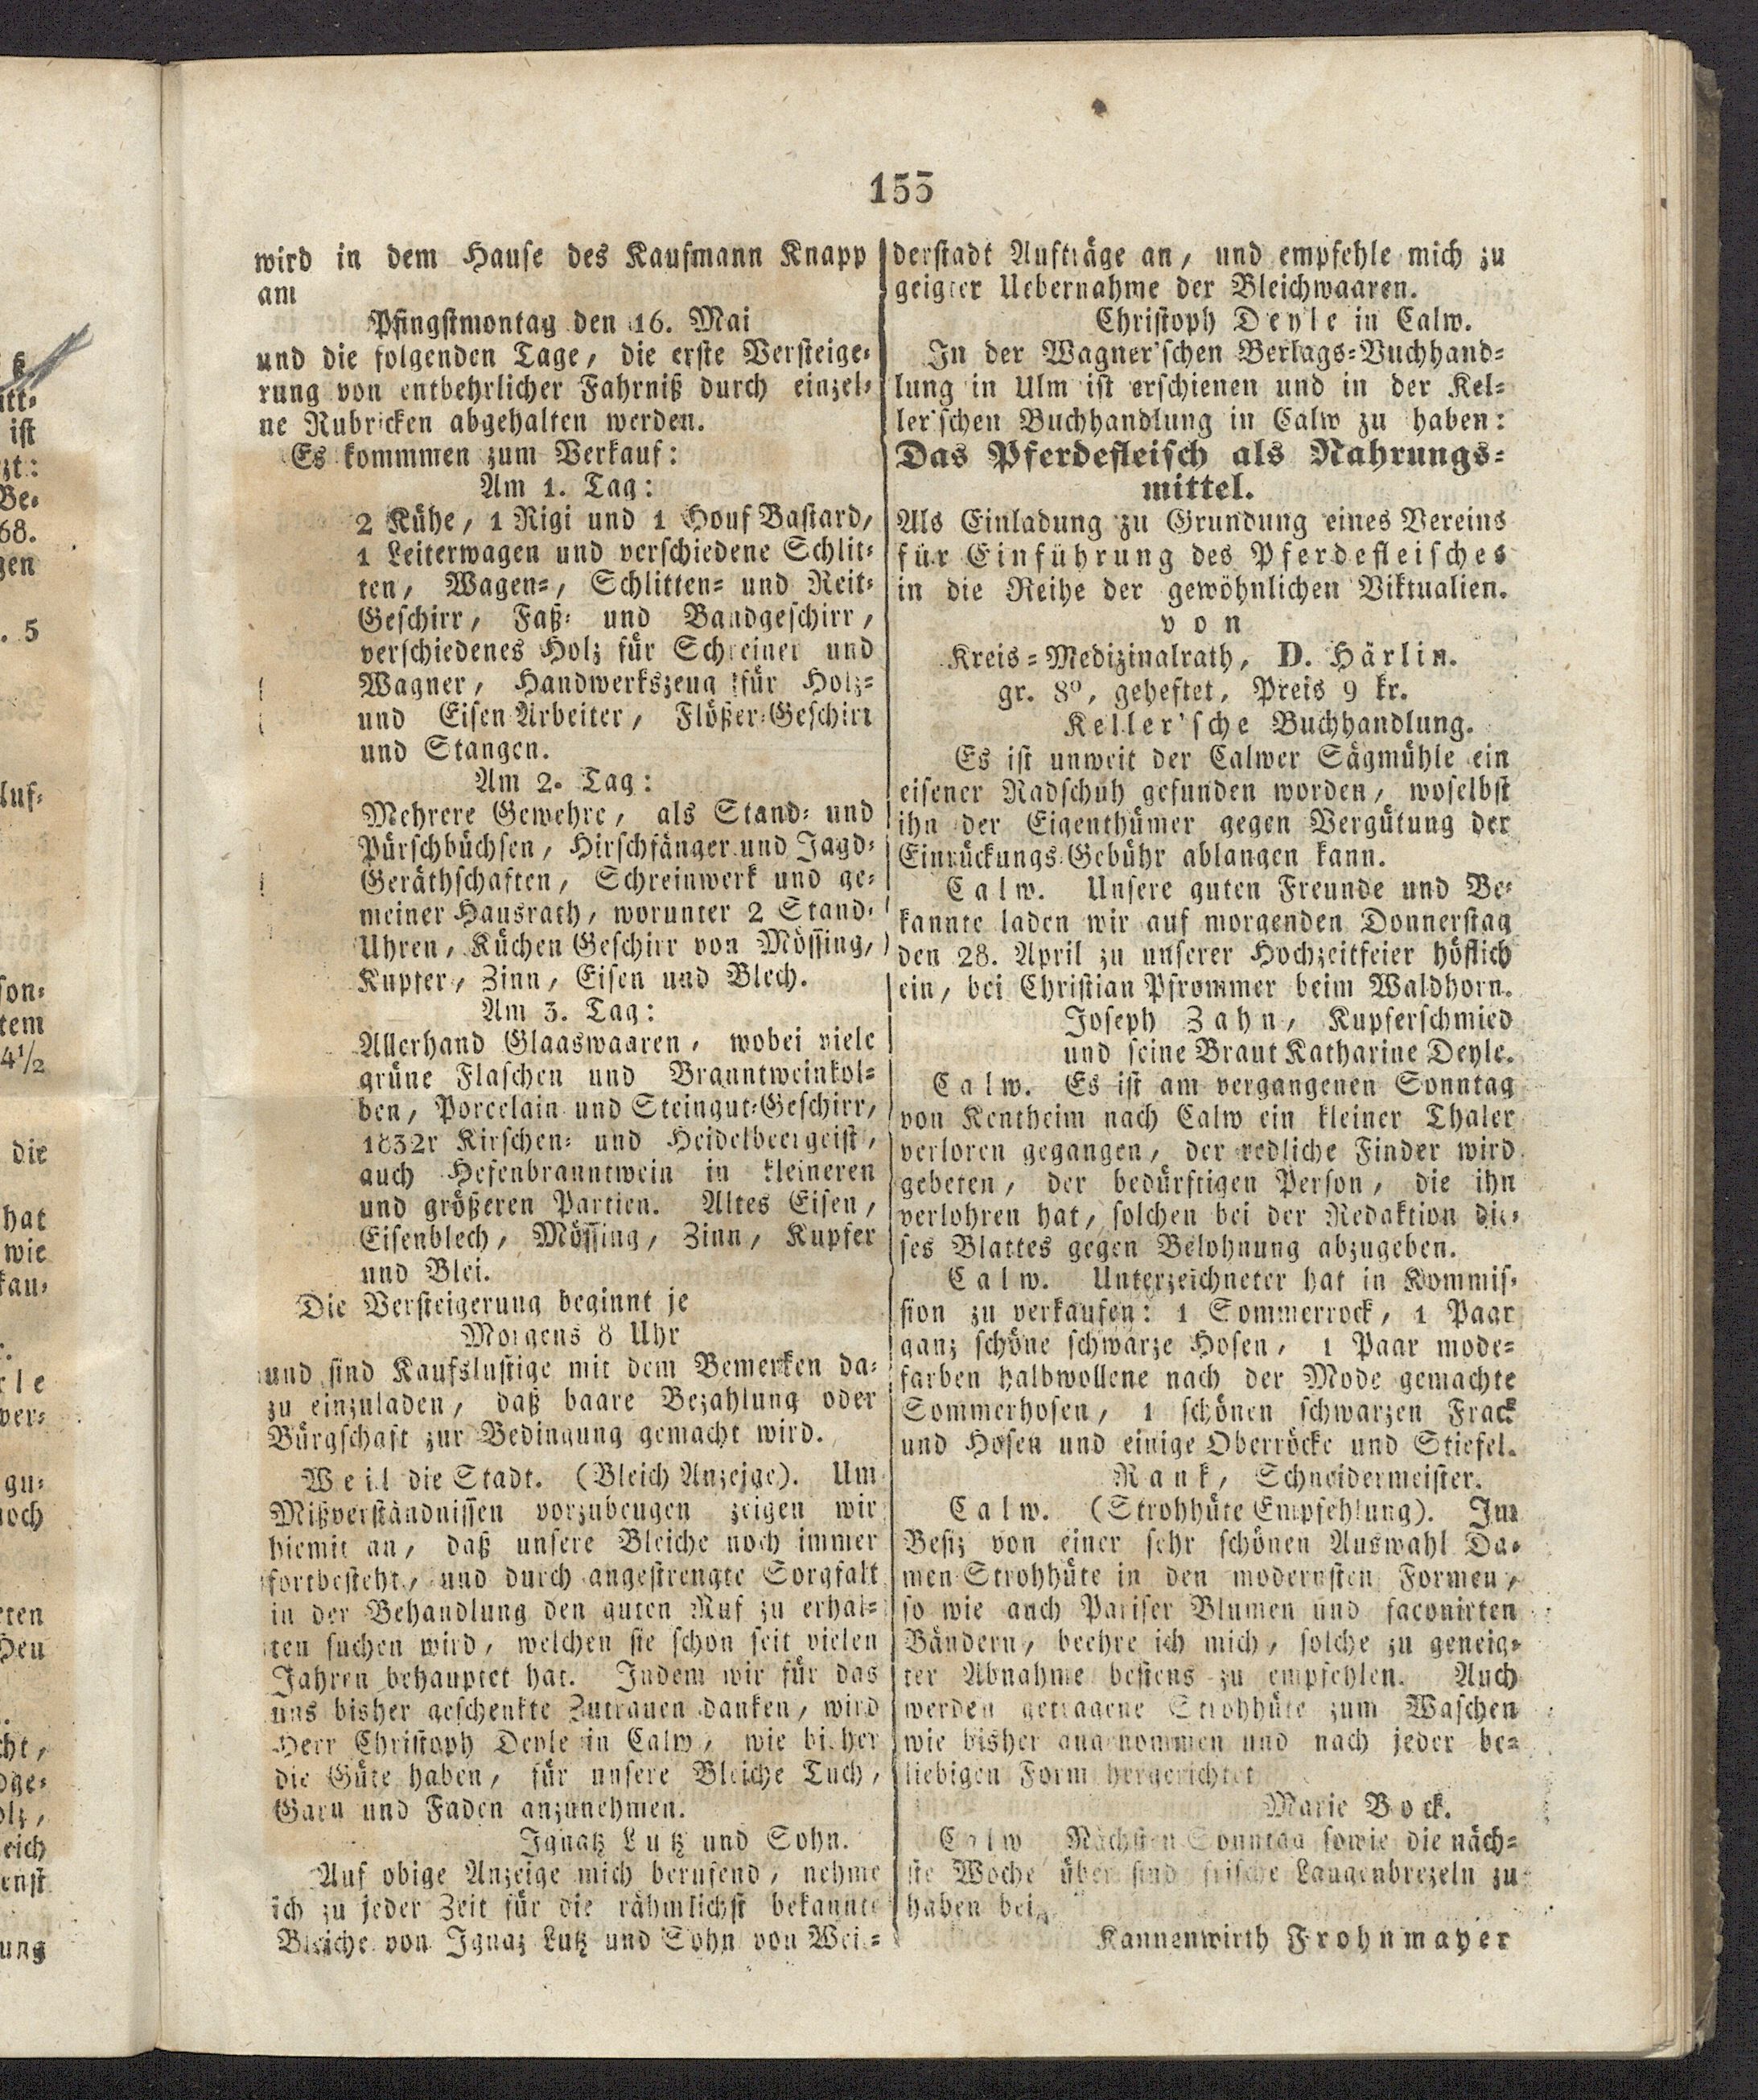 155
wird in dem Hause des Kaufmann Knapp
am
Pfingstmontag den 16. Mai
und die folgenden Tage, die erste Versteige-
rung von entbehrlicher Fahrniß durch einzel-
ne Rubricken abgehalten werden.
Es kommmen zum Verkauf:
Am 1. Tag:
2 Kühe, 1 Rigi und 1 Houf Bastard,
1 Leiterwagen und verschiedene Schlit-
ten, Wagen-, Schlitten- und Reit-
Geschirr, Faß- und Bandgeschirr,
verschiedenes Holz für Schreiner und
Wagner, Handwerkszeug für Holz-
und Eisen Arbeiter, Flößer-Geschirr
und Stangen.
Am 2. Tag:
Mehrere Gewehre, als Stand- und
Pürschbüchsen, Hirschfänger und Jagd-
Geräthschaften, Schreinwerk und ge-
meiner Hausrath, worunter 2 Stand-
Uhren, Küchen Geschirr von Mössing,
Kupfer, Zinn, Eisen und Blech.
Am 3. Tag:
Allerhand Glaaswaaren, wobei viele
grüne Flaschen und Branntweinkol-
ben, Porcelain und Steingut-Geschirr,
1832r Kirschen- und Heidelbeergeist,
auch Hefenbranntwein in kleineren
und größeren Partien. Altes Eisen,
Eisenblech, Mössing, Zinn, Kupfer
und Blei.
Die Versteigerung beginnt je
Morgens 8 Uhr
und sind Kaufslustige mit dem Bemerken da-
zu einzuladen, daß baare Bezahlung oder
Bürgschaft zur Bedingung gemacht wird.
Weil die Stadt. (Bleich Anzeige). Um
Mißverständnissen vorzubeugen zeigen wir
hiemit an, daß unsere Bleiche noch immer
fortbesteht, und durch angestrengte Sorgfalt
in der Behandlung den guten Ruf zu erhal-
ten suchen wird, welchen sie schon seit vielen
Jahren behauptet hat. Indem wir für das
uns bisher geschenkte Zutrauen danken, wird
Herr Christoph Deyle in Calw, wie bisher
die Güte haben, für unsere Bleiche Tuch,
Garn und Faden anzunehmen.
Ignatz Lutz und Sohn.
Auf obige Anzeige mich berufend, nehme
ich zu jeder Zeit für die rühmlichst bekannte
Bleiche von Ignaz Lutz und Sohn von Wei-
derstadt Aufträge an, und empfehle mich zu
geigter Uebernahme der Bleichwaaren.
Christoph Deyle in Calw.
In der Wagner'schen Verlags-Buchhand-
lung in Ulm ist erschienen und in der Kel-
ler'schen Buchhandlung in Calw zu haben:
Das Pferdefleisch als Nahrungs-
mittel.
Als Einladung zu Grundung eines Vereins
für Einführung des Pferdefleisches
in die Reihe der gewöhnlichen Viktualien.
von
Kreis-Medizinalrath, D. Härlin.
gr. 8°, geheftet, Preis 9 kr.
Keller'sche Buchhandlung.
Es ist unweit der Calwer Sägmühle ein
eisener Radschuh gefunden worden, woselbst
ihn der Eigenthümer gegen Vergütung der
Einrückungs-Gebühr ablangen kann.
Calw. Unsere guten Freunde und Be-
kannte laden wir auf morgenden Donnerstag
den 28. April zu unserer Hochzeitfeier höflich
ein, bei Christian Pfrommer beim Waldhorn.
Joseph Zahn, Kupferschmied
und seine Braut Katharine Deyle.
Calw. Es ist am vergangenen Sonntag
von Kentheim nach Calw ein kleiner Thaler
verloren gegangen, der redliche Finder wird
gebeten, der bedürftigen Person, die ihn
verlohren hat, solchen bei der Redaktion die-
ses Blattes gegen Belohnung abzugeben.
Calw. Unterzeichneter hat in Kommis-
sion zu verkaufen: 1 Sommerrock, 1 Paar
ganz schöne schwarze Hosen, 1 Paar mode-
farben halbwollene nach der Mode gemachte
Sommerhosen, 1 schönen schwarzen Frack
und Hosen und einige Oberröcke und Stiefel.
Rank, Schneidermeister.
Calw. (Strohhüte Empfehlung). Im
Besiz von einer sehr schönen Auswahl Da-
men Strohhüte in den modernsten Formen,
so wie auch Pariser Blumen und faconirten
Bändern, beehre ich mich, solche zu geneig-
ter Abnahme bestens zu empfehlen. Auch
werden getragene Strohhüte zum Waschen
wie bisher angenommen und nach jeder be-
liebigen Form hergerichtet
Marie Bock.
Calw Nächsten Sonntag sowie die näch-
ste Woche über sind frische Laugenbrezeln zu
haben bei
Kannenwirth Frohnmayer